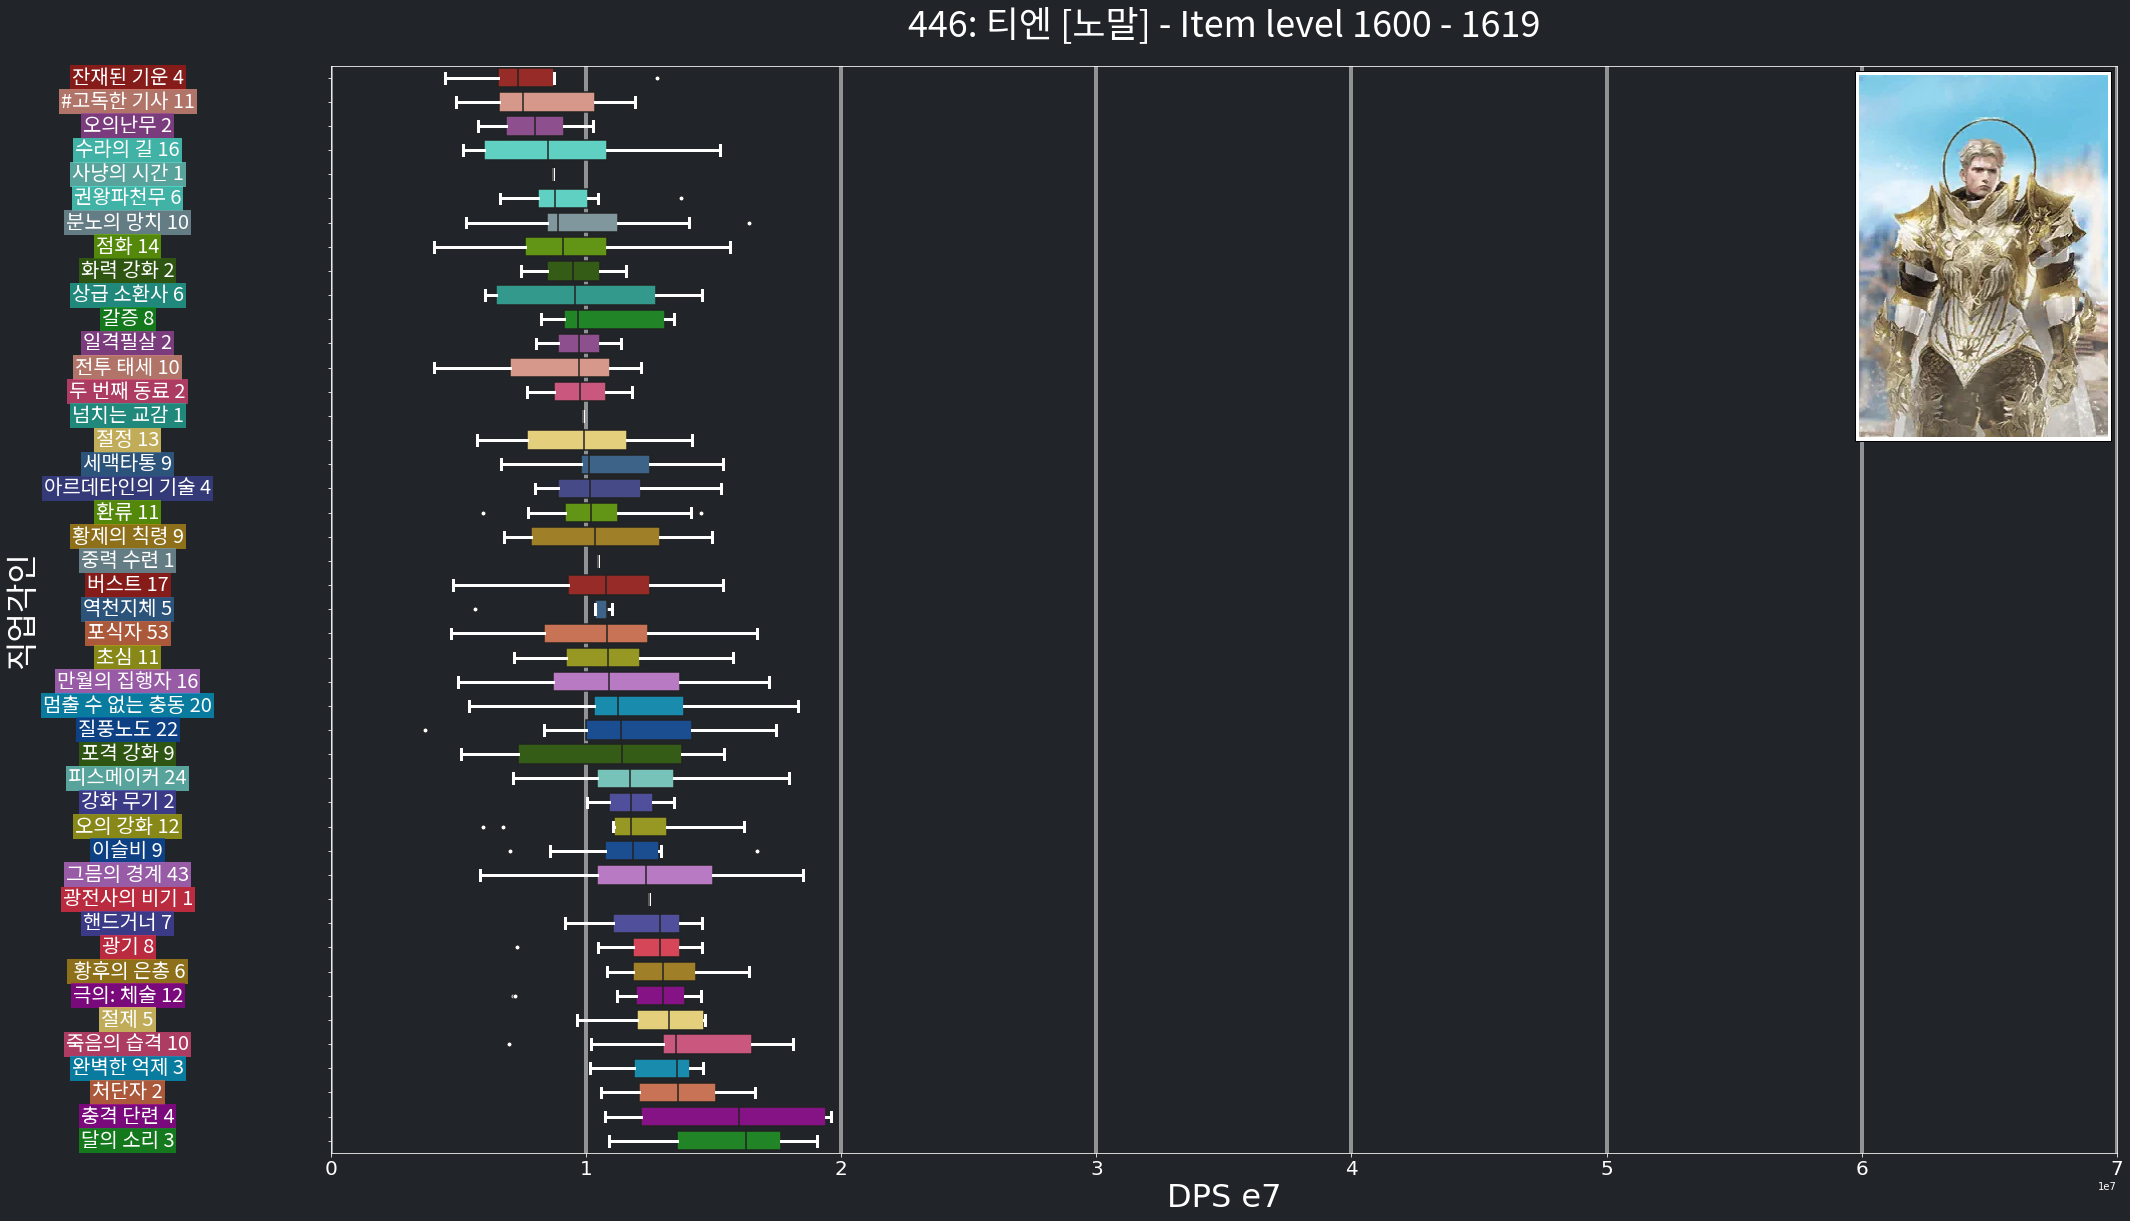 446: 티엔 [노말] - Item level 1600 - 1619
잔재된 기운 4
#고독한 기사 11
오의난무 2
수라의 길 16
사냥의 시간 1
권왕파천무 6
분노의 망치 10
점화 14
화력 강화 2
상급 소환사 6
갈증 8
일격필살 2
전투 태세 10
두 번째 동료 2
넘치는 교감 1
절정 13
세맥타통 9
아르데타인의 기술 4
환류 11
황제의 칙령 9
중력 수련 1
버스트 17
역천지체 5
포식자 53
초심 11
만월의 집행자 16
멈출 수 없는 충동 20
질풍노도 22
포격 강화 9
피스메이커 24
강화 무기 2
오의 강화 12
이슬비 9
그믐의 경계 43
광전사의 비기 1
핸드거너 7
광기 8
황후의 은총 6
극의: 체술 12
절제 5
죽음의 습격 10
완벽한 억제 3
처단자 2
충격 단련 4
달의 소리 3
직업각인
0 1 2 3 4 5 6 7
1e7
DPS e7